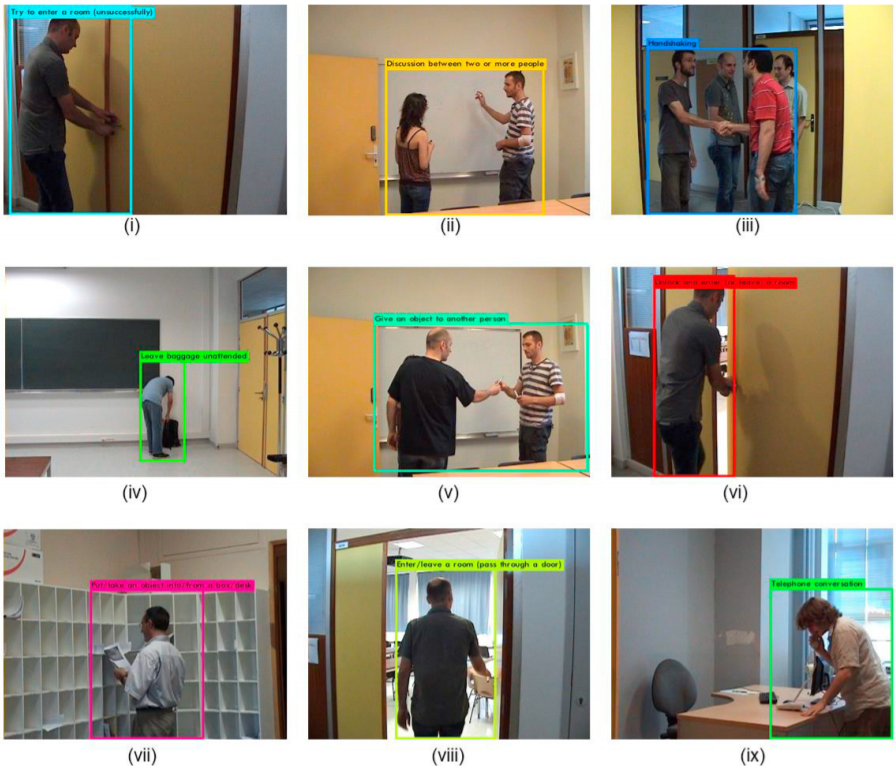 Try to enter a room (unsuccessfully)
Discussion between two or more people
Handshaking
(i)
(ii)
(iii)
Leave baggage unattended
Give an object to another person
Unlock and enter (or leave) a room
(iv)
(v)
(vi)
Put/take an object into/from a box/desk
Enter/leave a room (pass through a door)
Telephone conversation
(vii)
(viii)
(ix)